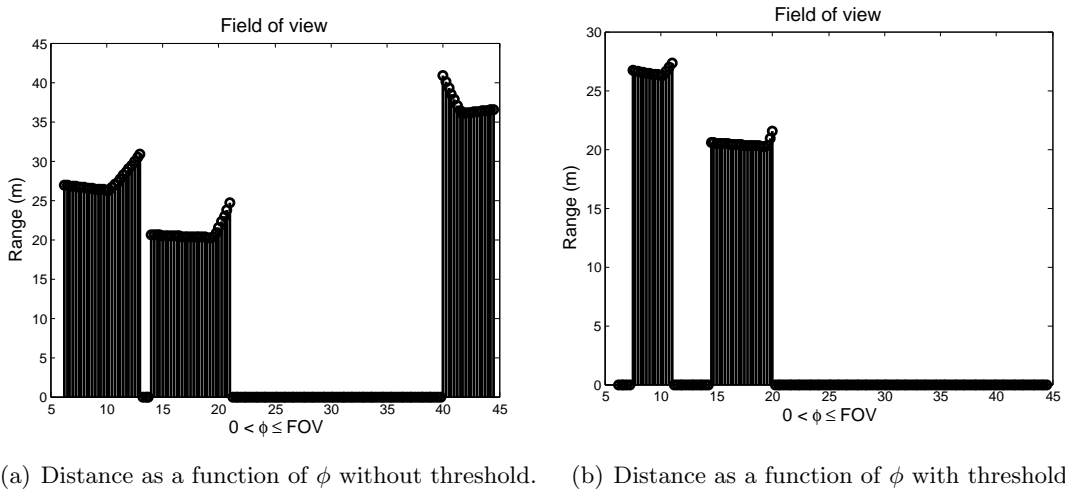 Field of view
45
40
35
30
25
20
15
10
5
0
Range (m)
5 10 15 20 25 30 35 40 45
0 < ϕ ≤ FOV
(a) Distance as a function of ϕ without threshold.
Field of view
30
25
20
15
10
5
0
Range (m)
5 10 15 20 25 30 35 40 45
0 < ϕ ≤ FOV
(b) Distance as a function of ϕ with threshold